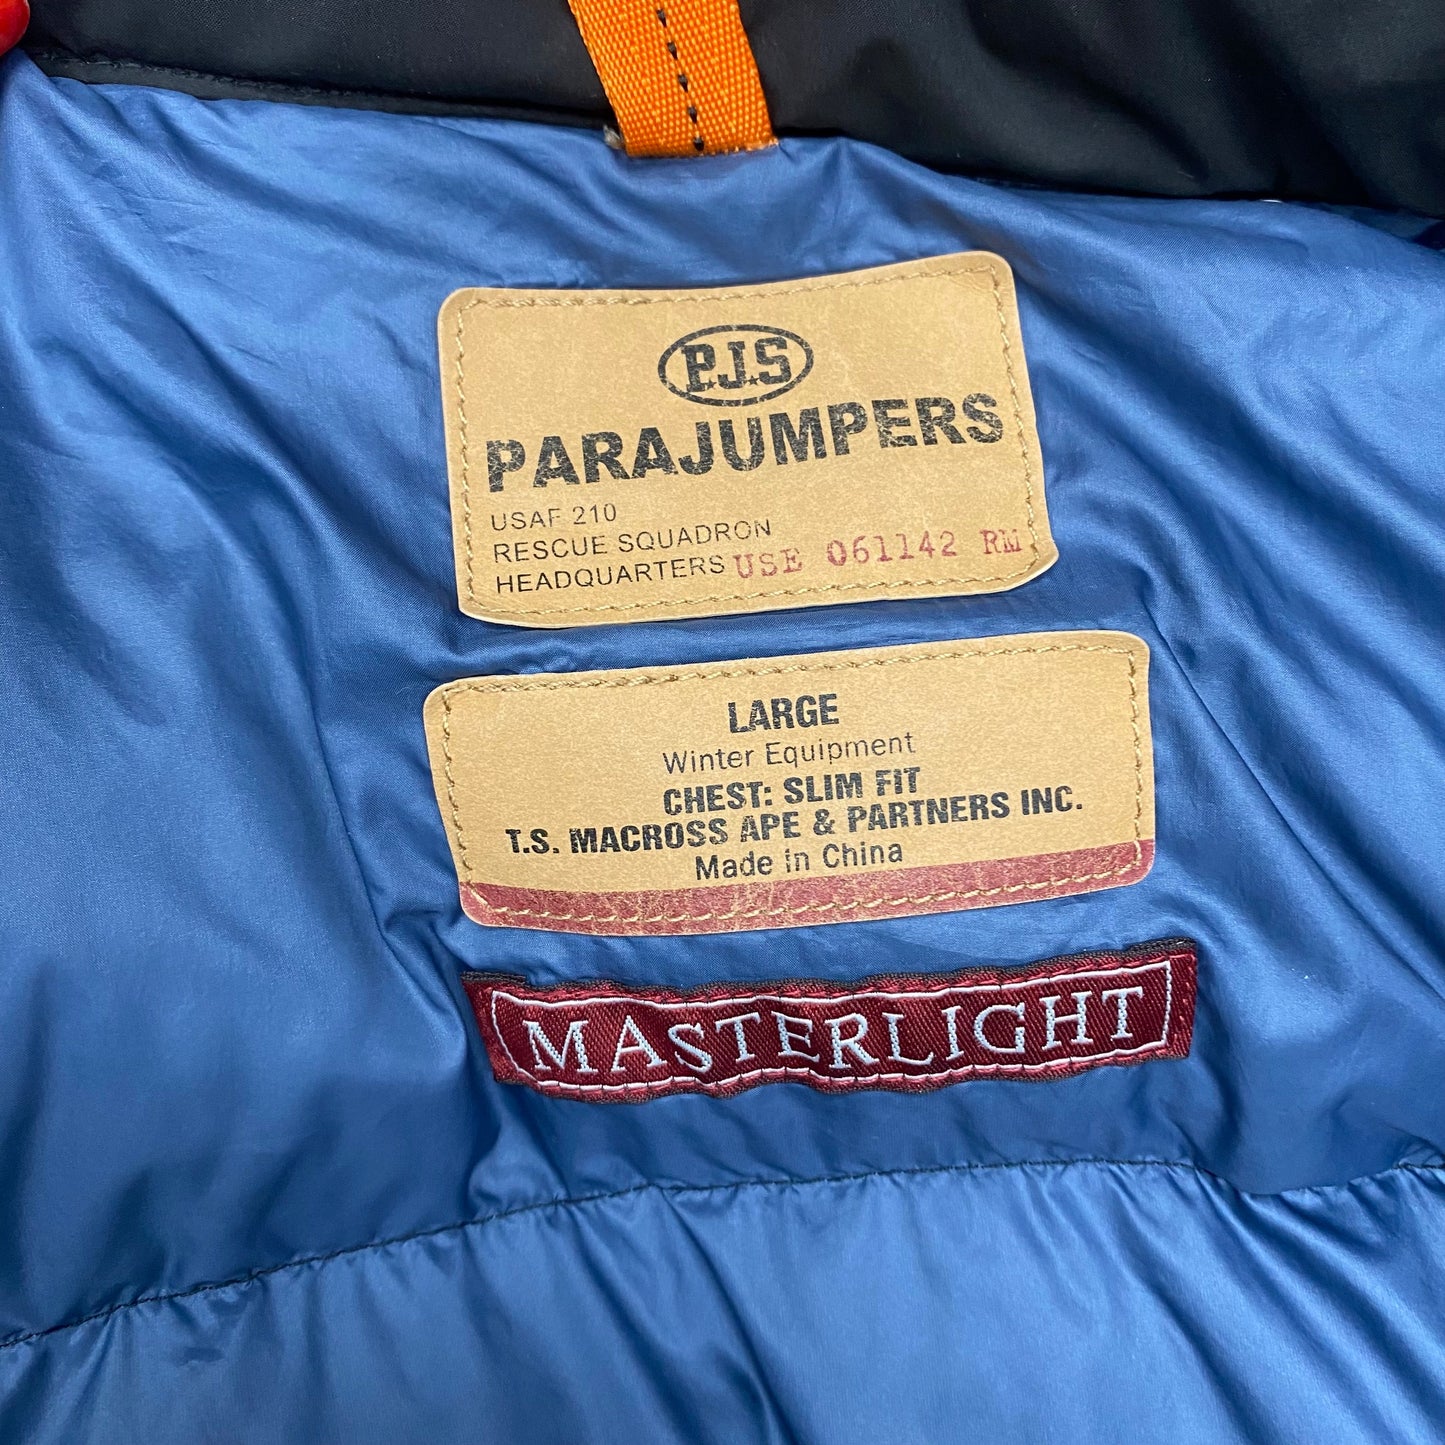 P.J.S
PARAJUMPERS
USAF 210
RESCUE SQUADRON
HEADQUARTERS USE 061142 RM
LARGE
Winter Equipment
CHEST: SLIM FIT
T.S. MACROSS APE & PARTNERS INC.
Made in China
MASTERLIGHT